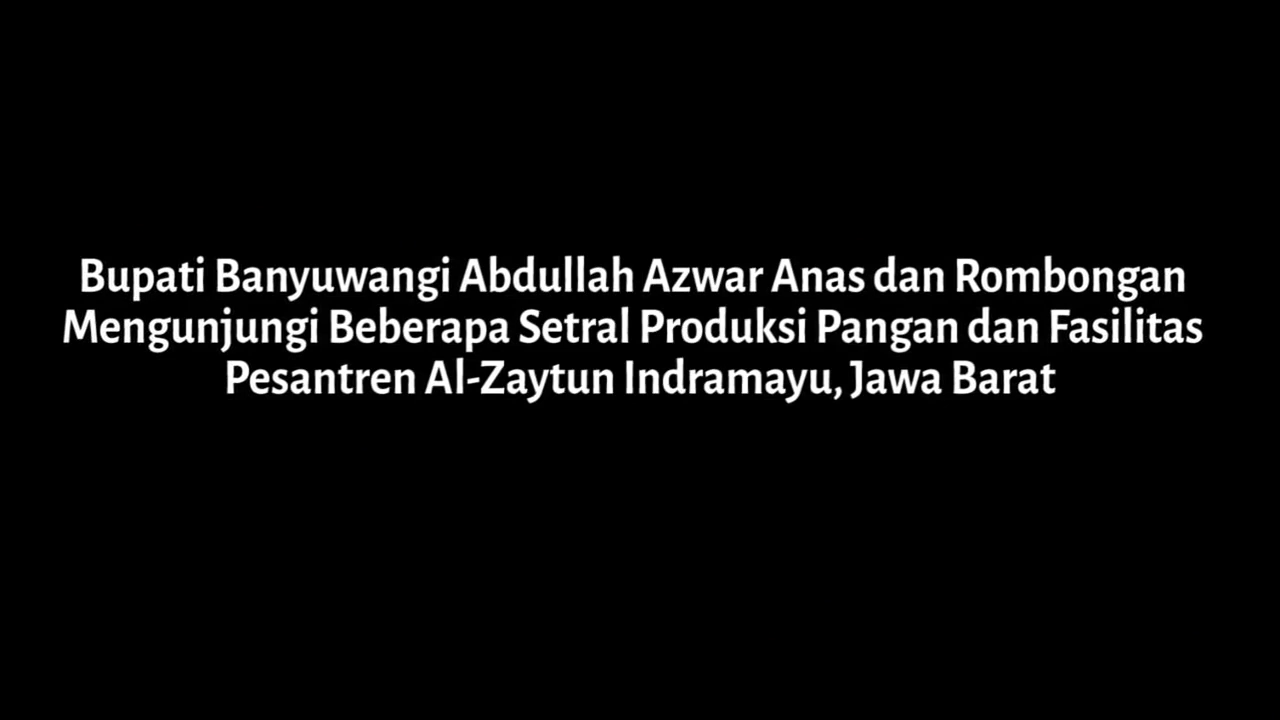 Bupati Banyuwangi Abdullah Azwar Anas dan Rombongan
Mengunjungi Beberapa Setral Produksi Pangan dan Fasilitas
Pesantren Al-Zaytun Indramayu, Jawa Barat